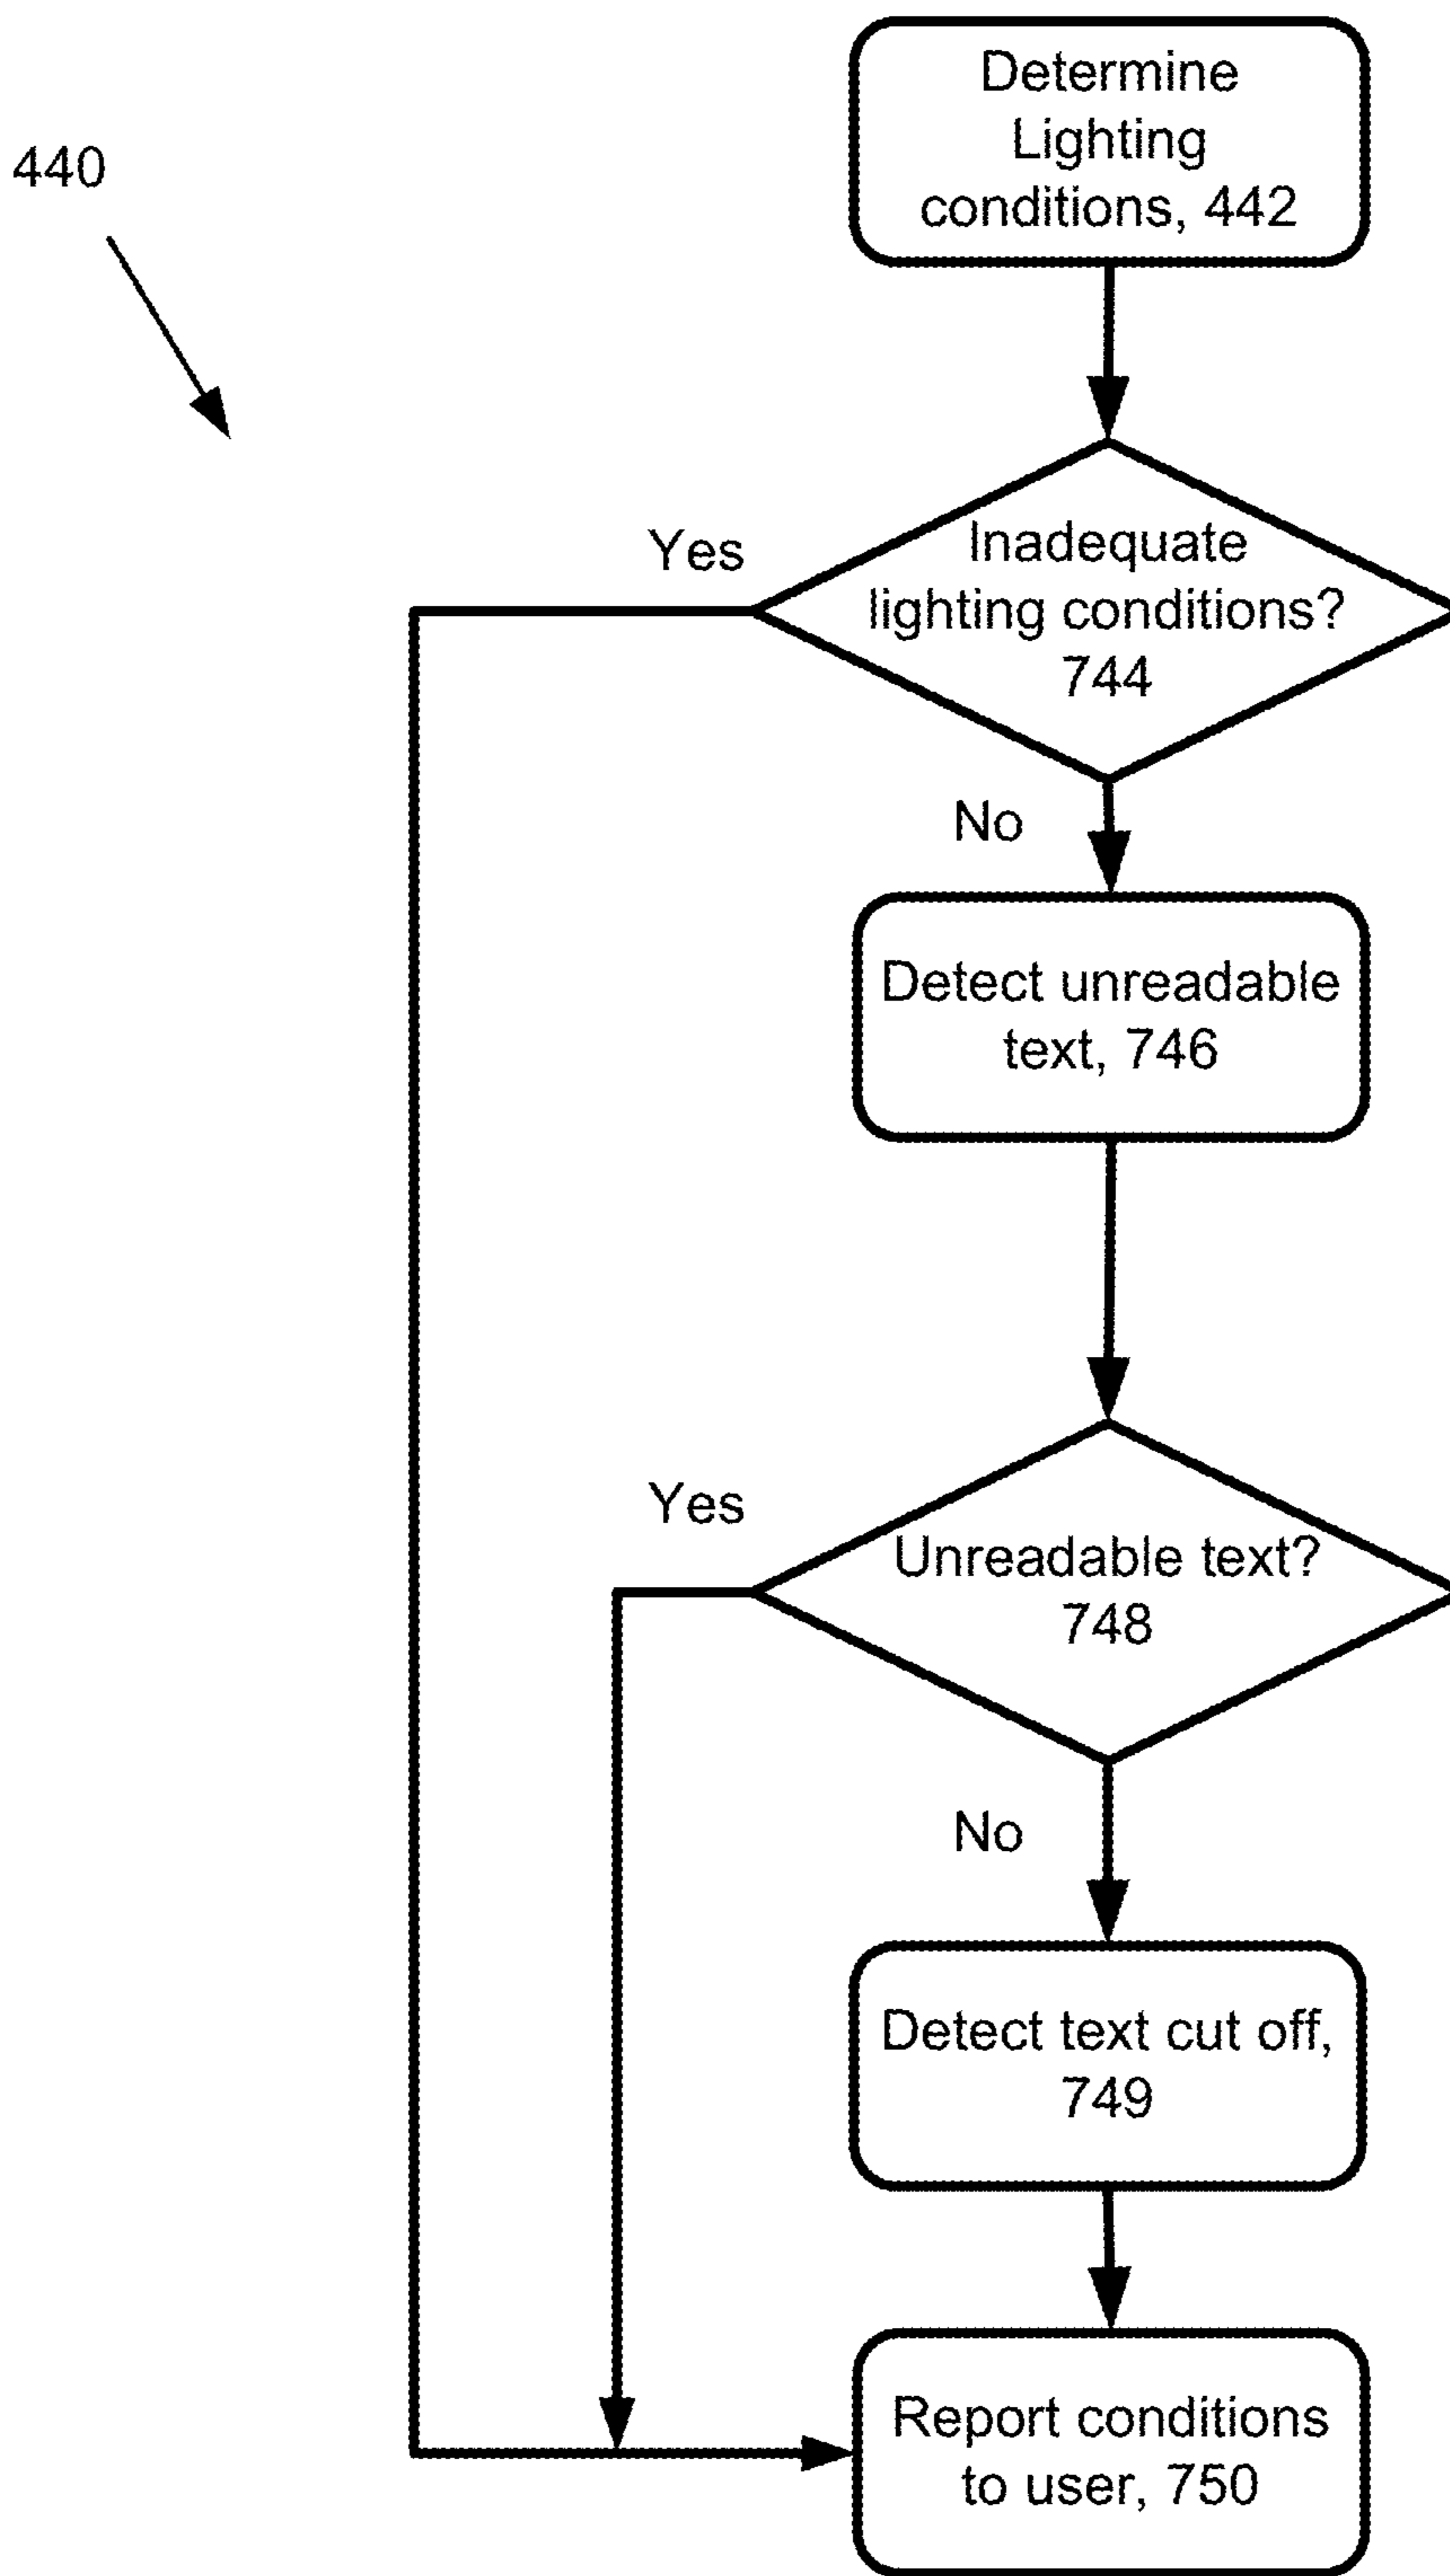 440
Determine
Lighting
conditions, 442
Yes
Inadequate
lighting conditions?
744
No
Detect unreadable
text, 746
Yes
Unreadable text?
748
No
Detect text cut off,
749
Report conditions
to user, 750